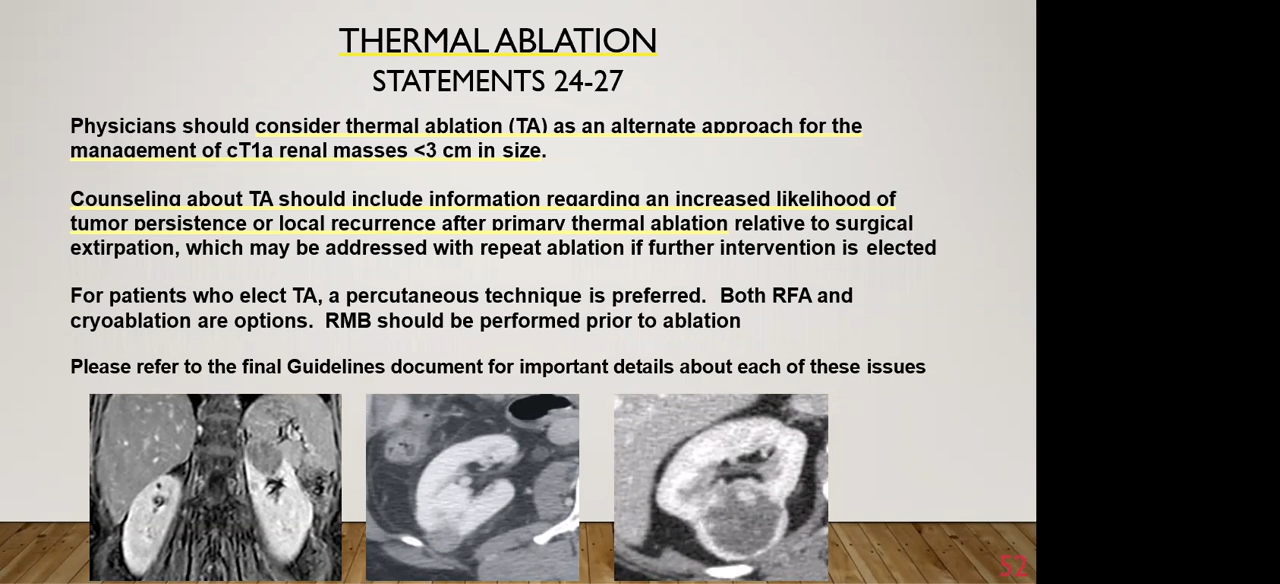 THERMAL ABLATION
STATEMENTS 24-27
Physicians should consider thermal ablation (TA) as an alternate approach for the
management of cT1a renal masses <3 cm in size.
Counseling about TA should include information regarding an increased likelihood of
tumor persistence or local recurrence after primary thermal ablation relative to surgical
extirpation, which may be addressed with repeat ablation if further intervention is elected
For patients who elect TA, a percutaneous technique is preferred.  Both RFA and
cryoablation are options.  RMB should be performed prior to ablation
Please refer to the final Guidelines document for important details about each of these issues
52